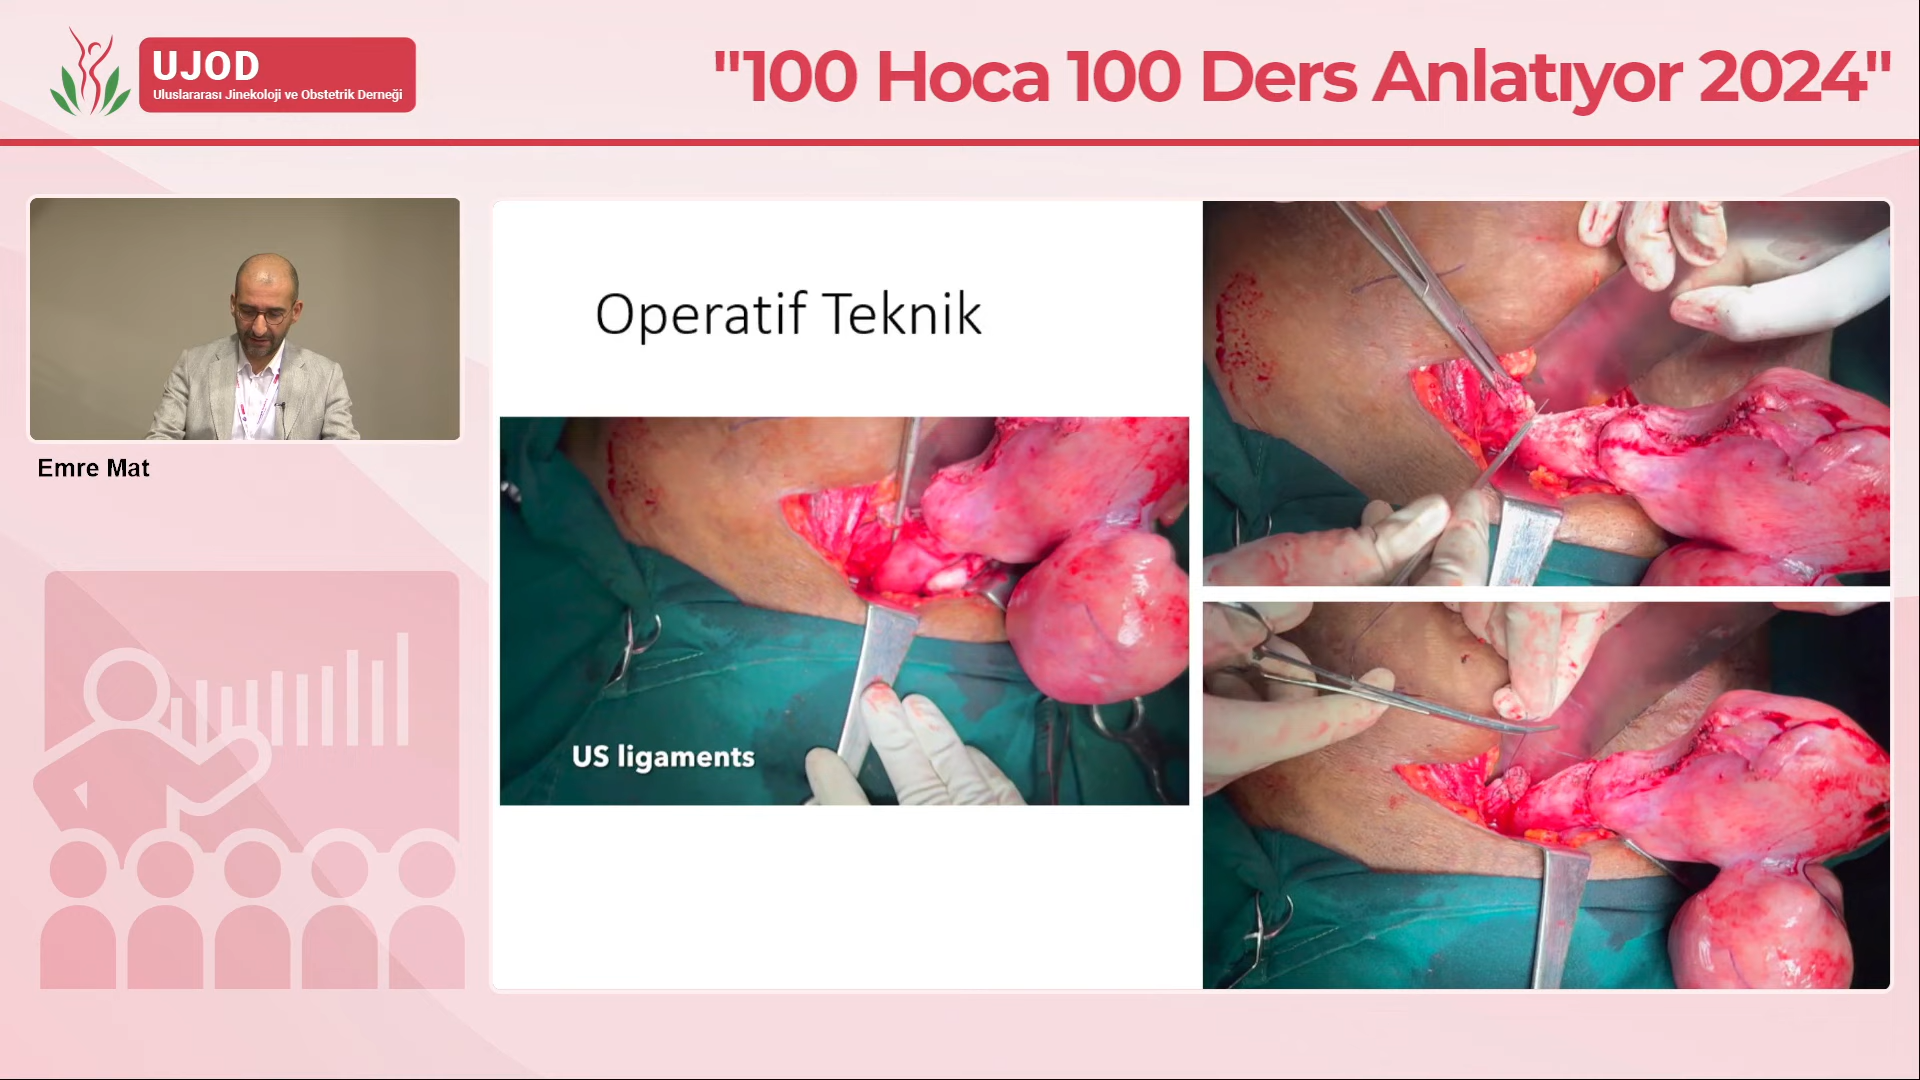 UJOD
Uluslararası Jinekoloji ve Obstetrik Derneği
"100 Hoca 100 Ders Anlatıyor 2024"
Emre Mat
Operatif Teknik
US ligaments